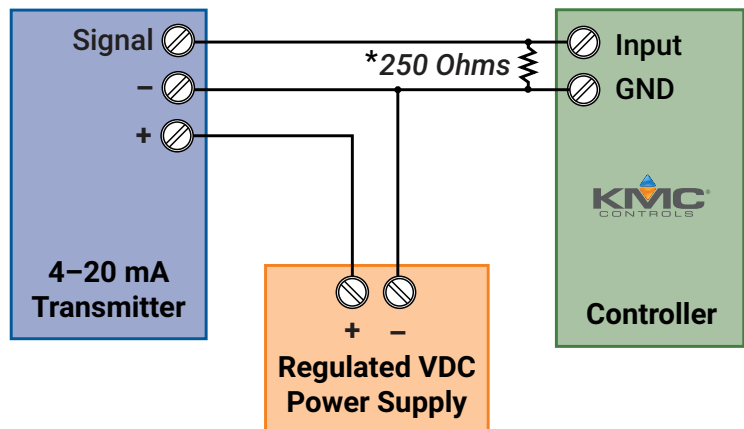 Signal
–
+
*250 Ohms
Input
GND
KMC
CONTROLS
4–20 mA
Transmitter
Controller
+ –
Regulated VDC
Power Supply